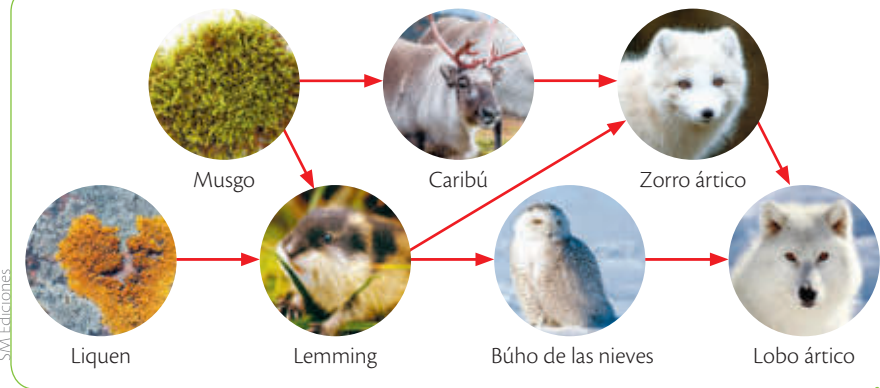 Musgo
Caribú
Zorro ártico
Liquen
Lemming
Búho de las nieves
Lobo ártico
SM Ediciones